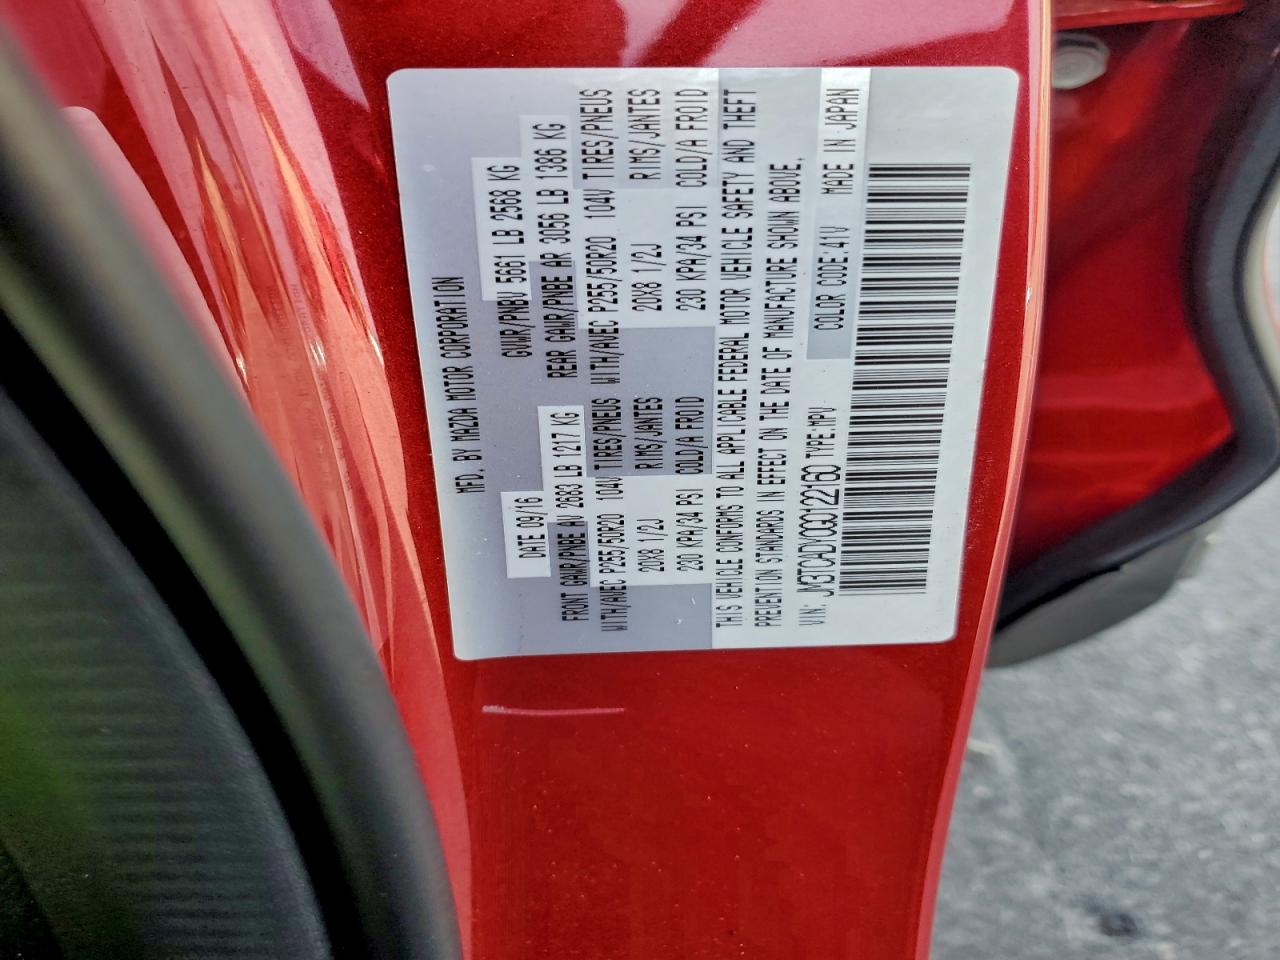 MFD. BY MAZDA MOTOR CORPORATION
DATE 09/16 GVWR/PNBV 5661 LB 2568 KG
FRONT GAWR/PNBE AV 2683 LB 1217 KG REAR GAWR/PNBE AR 3056 LB 1386 KG
WITH/AVEC P255/50R20 104V TIRES/PNEUS WITH/AVEC P255/50R20 104V TIRES/PNEUS
20X8 1/2J RIMS/JANTES 20X8 1/2J RIMS/JANTES
230 KPA/34 PSI COLD/A FROID 230 KPA/34 PSI COLD/A FROID
THIS VEHICLE CONFORMS TO ALL APPLICABLE FEDERAL MOTOR VEHICLE SAFETY AND THEFT
PREVENTION STANDARDS IN EFFECT ON THE DATE OF MANUFACTURE SHOWN ABOVE.
VIN: JM3TCADYXG0122160 TYPE:MPV COLOR CODE:41V MADE IN JAPAN